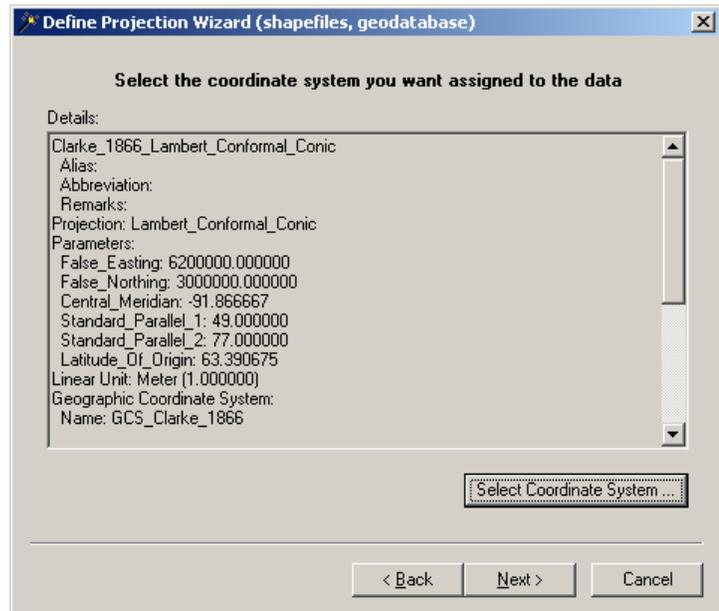 Define Projection Wizard (shapefiles, geodatabase)
Select the coordinate system you want assigned to the data
Details:
Clarke_1866_Lambert_Conformal_Conic
Alias:
Abbreviation:
Remarks:
Projection: Lambert_Conformal_Conic
Parameters:
False_Easting: 6200000.000000
False_Northing: 3000000.000000
Central_Meridian: -91.866667
Standard_Parallel_1: 49.000000
Standard_Parallel_2: 77.000000
Latitude_Of_Origin: 63.390675
Linear Unit: Meter (1.000000)
Geographic Coordinate System:
Name: GCS_Clarke_1866
Select Coordinate System ...
< Back Next > Cancel